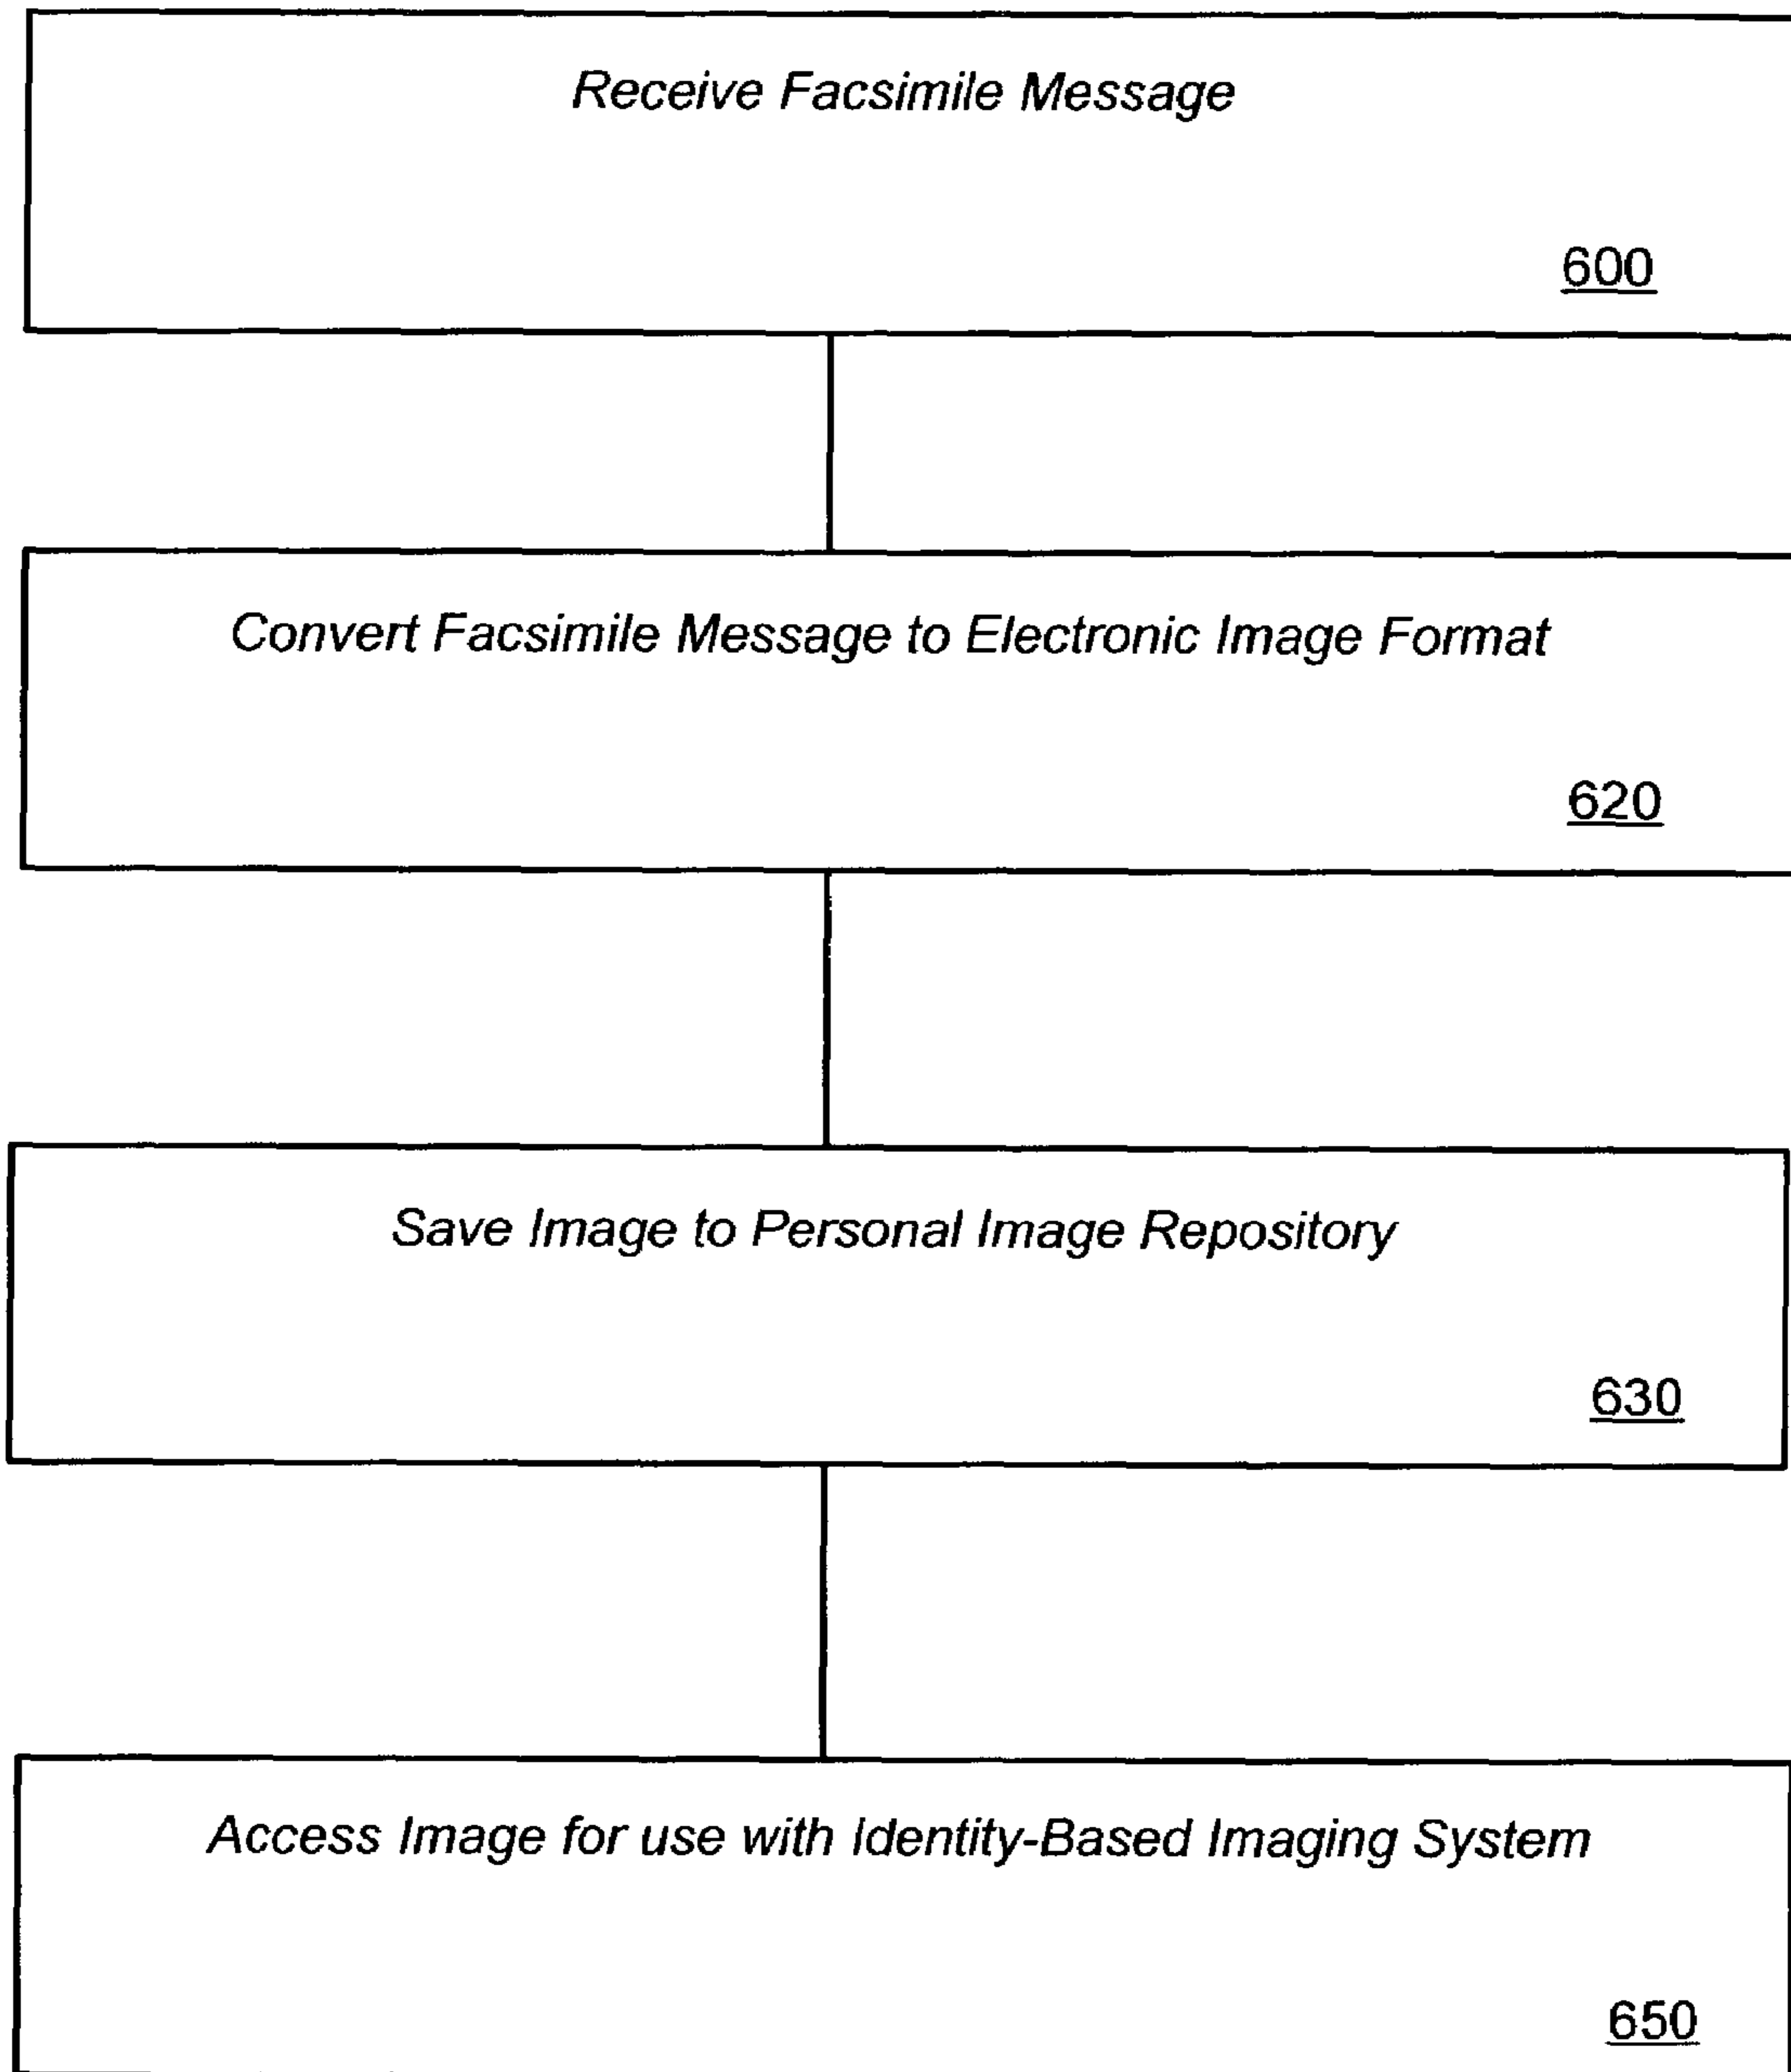 Receive Facsimile Message
600
Convert Facsimile Message to Electronic Image Format
620
Save Image to Personal Image Repository
630
Access Image for use with Identity-Based Imaging System
650